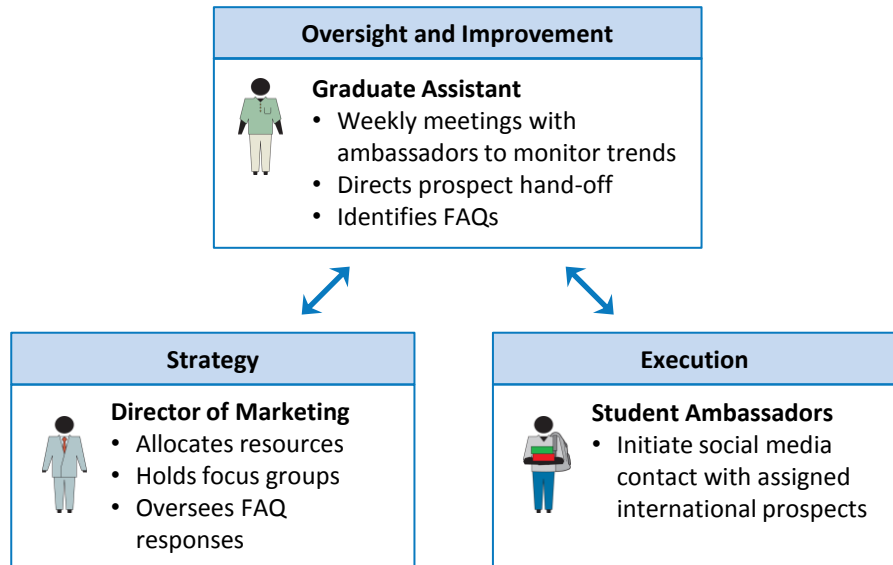 Oversight and Improvement
Graduate Assistant
• Weekly meetings with
ambassadors to monitor trends
• Directs prospect hand-off
• Identifies FAQs
Strategy
Director of Marketing
• Allocates resources
• Holds focus groups
• Oversees FAQ
responses
Execution
Student Ambassadors
• Initiate social media
contact with assigned
international prospects